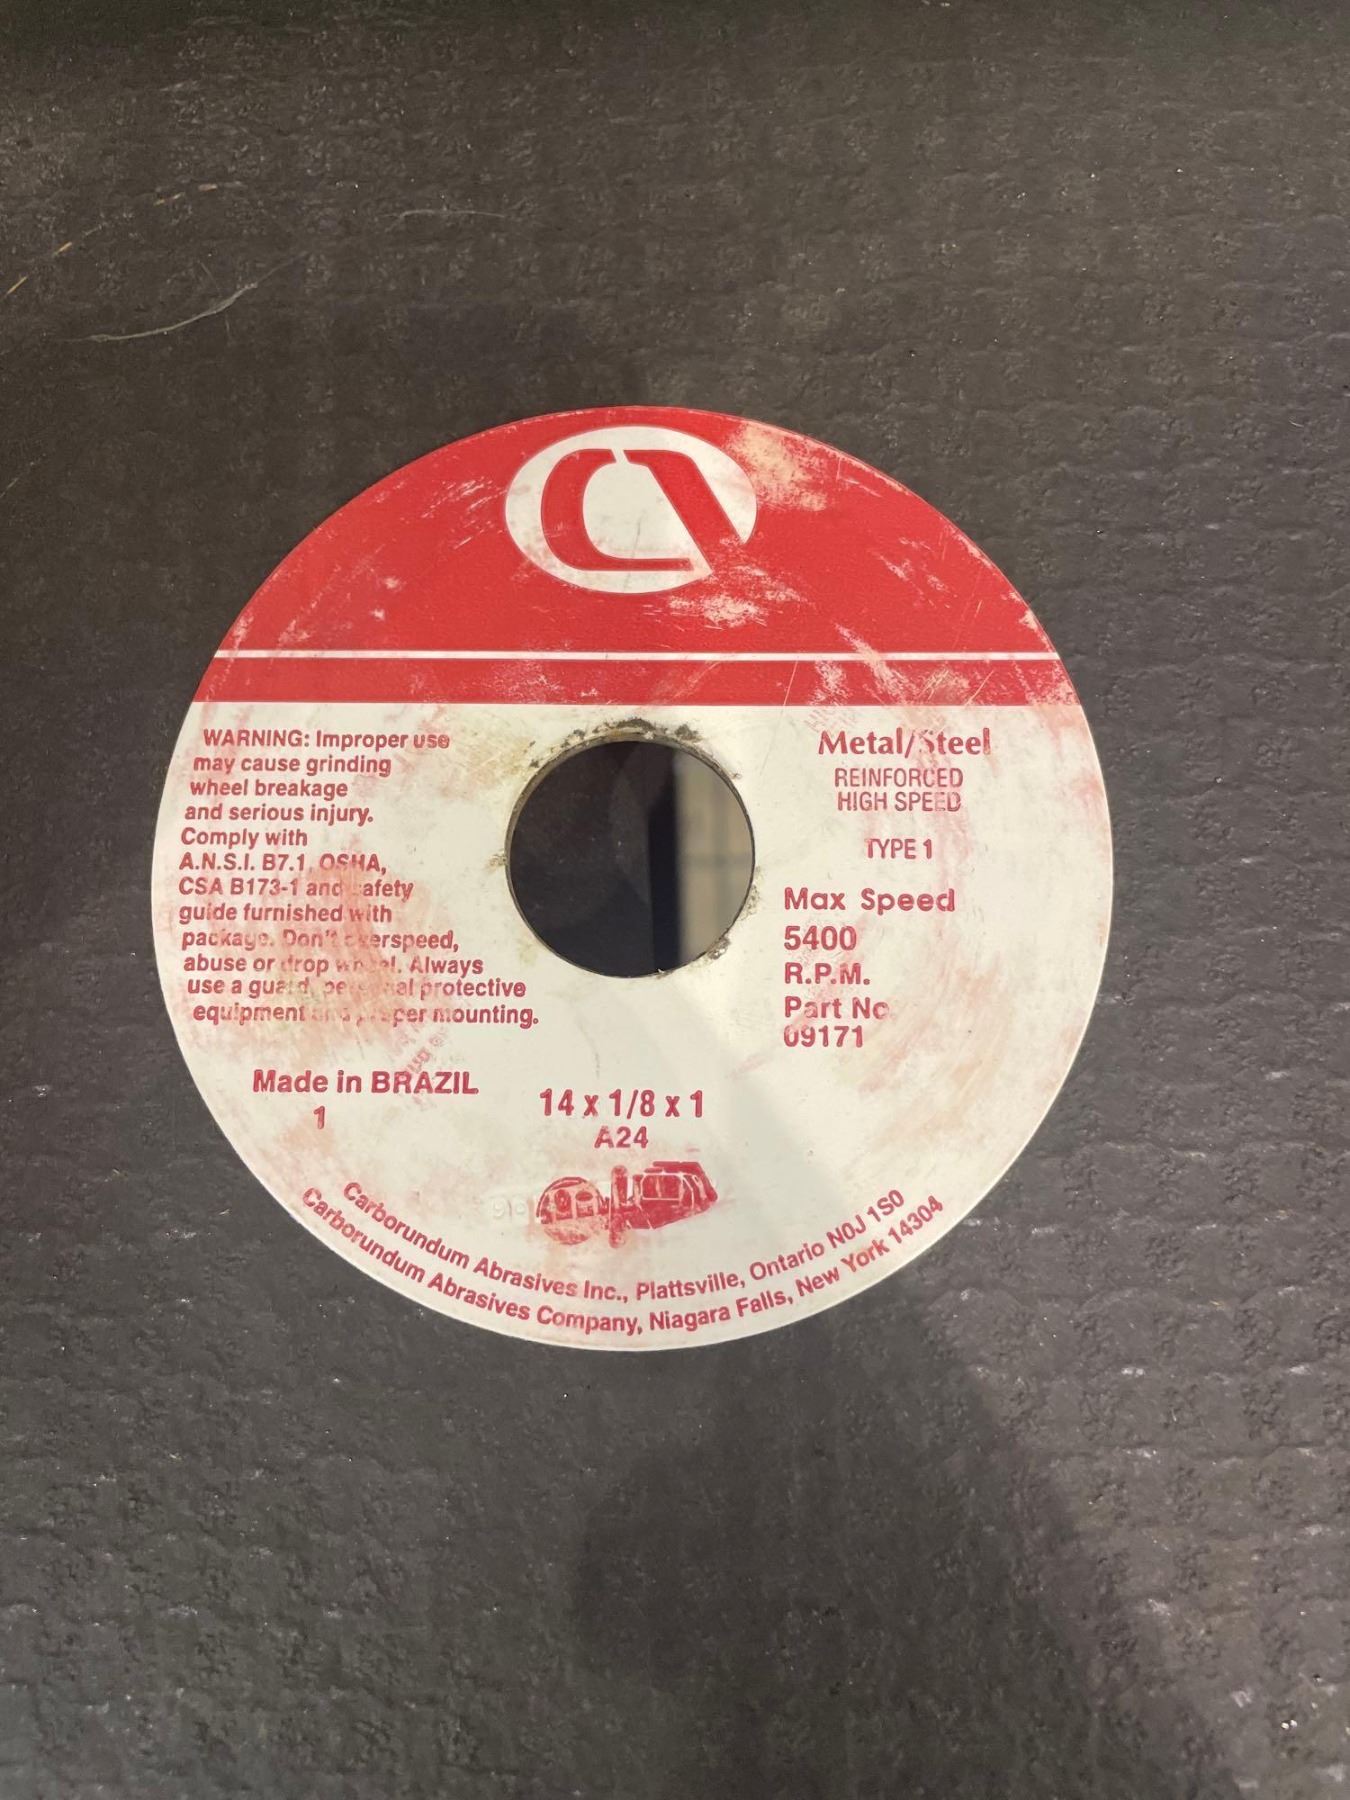 WARNING: Improper use
may cause grinding
wheel breakage
and serious injury.
Comply with
A.N.S.I. B7.1, OSHA,
CSA B173-1 and safety
guide furnished with
package. Don't overspeed,
abuse or drop wheel. Always
use a guard, personal protective
equipment and proper mounting.
Made in BRAZIL
1
Metal/Steel
REINFORCED
HIGH SPEED
TYPE 1
Max Speed
5400
R.P.M.
Part No.
09171
14 x 1/8 x 1
A24
Carborundum Abrasives Inc., Plattsville, Ontario N0J 1S0
Carborundum Abrasives Company, Niagara Falls, New York 14304